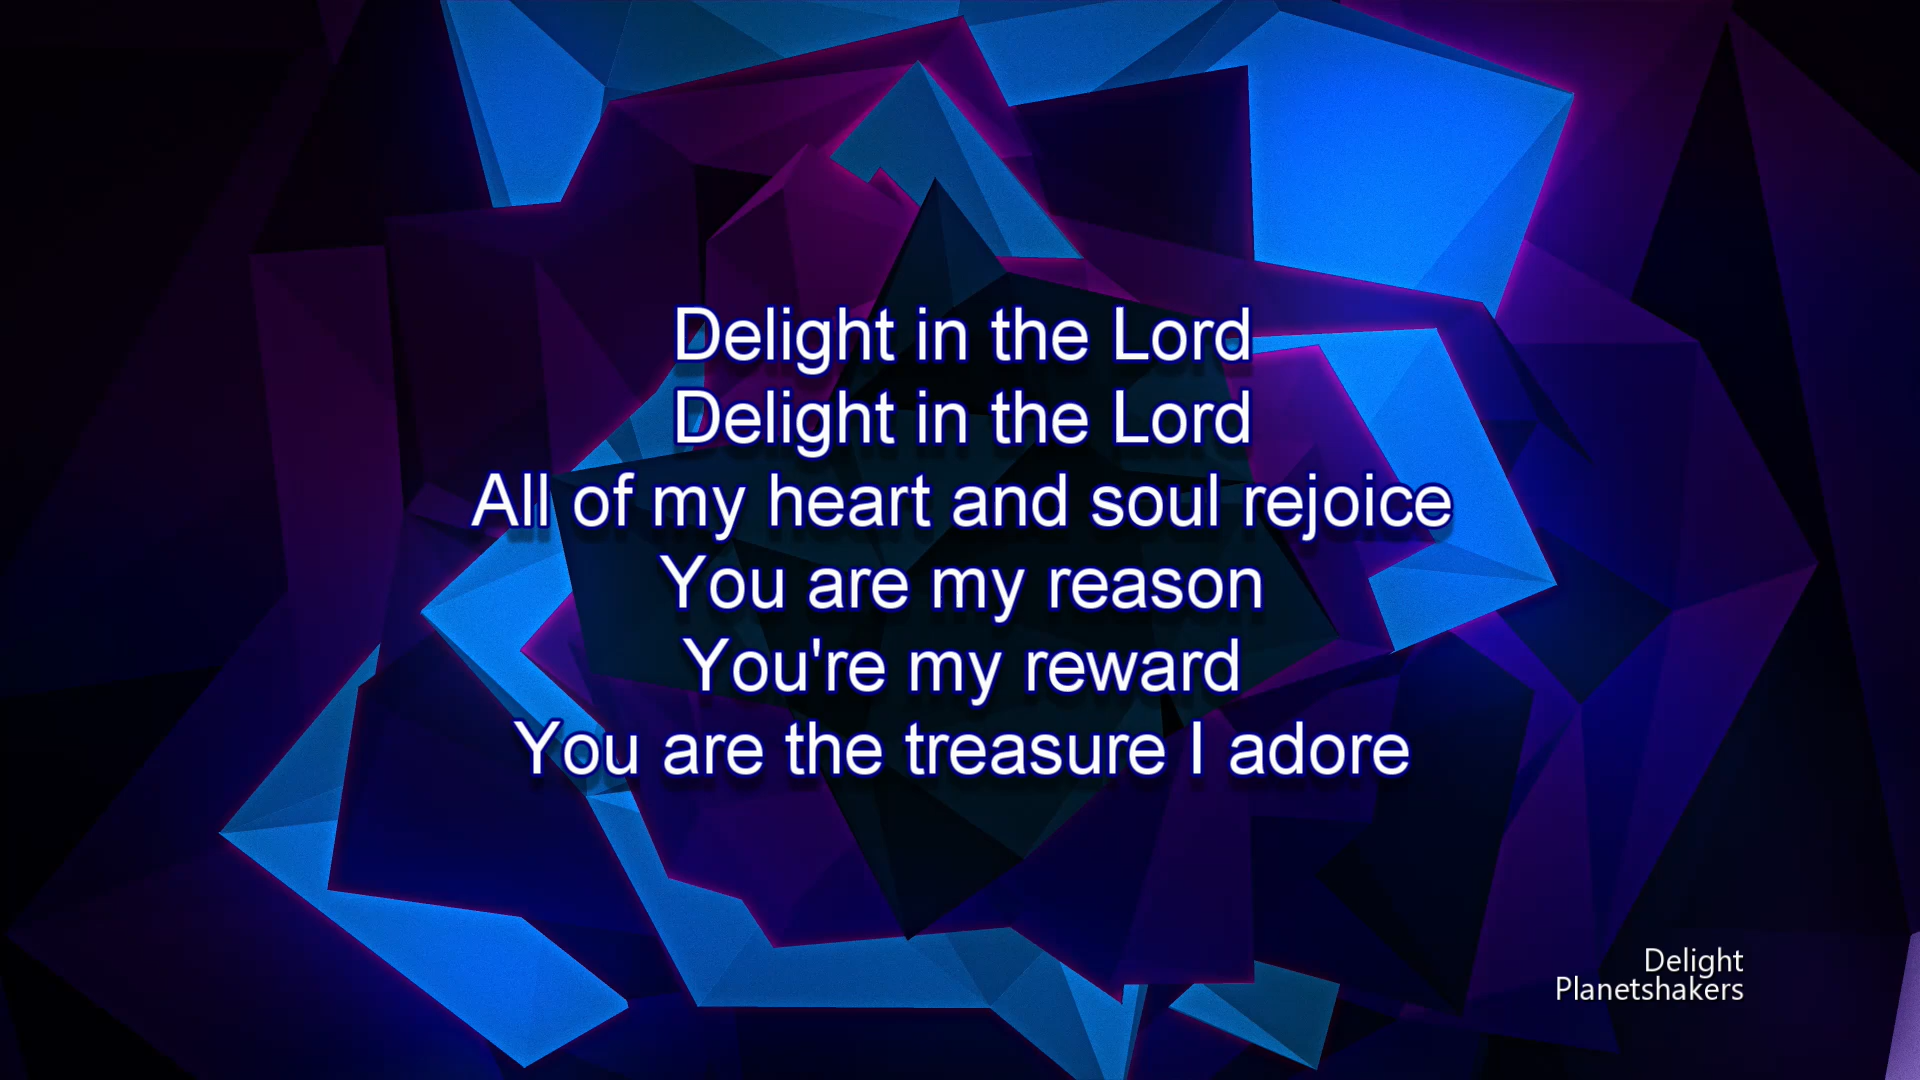 Delight in the Lord
Delight in the Lord
All of my heart and soul rejoice
You are my reason
You're my reward
You are the treasure I adore
Delight
Planetshakers